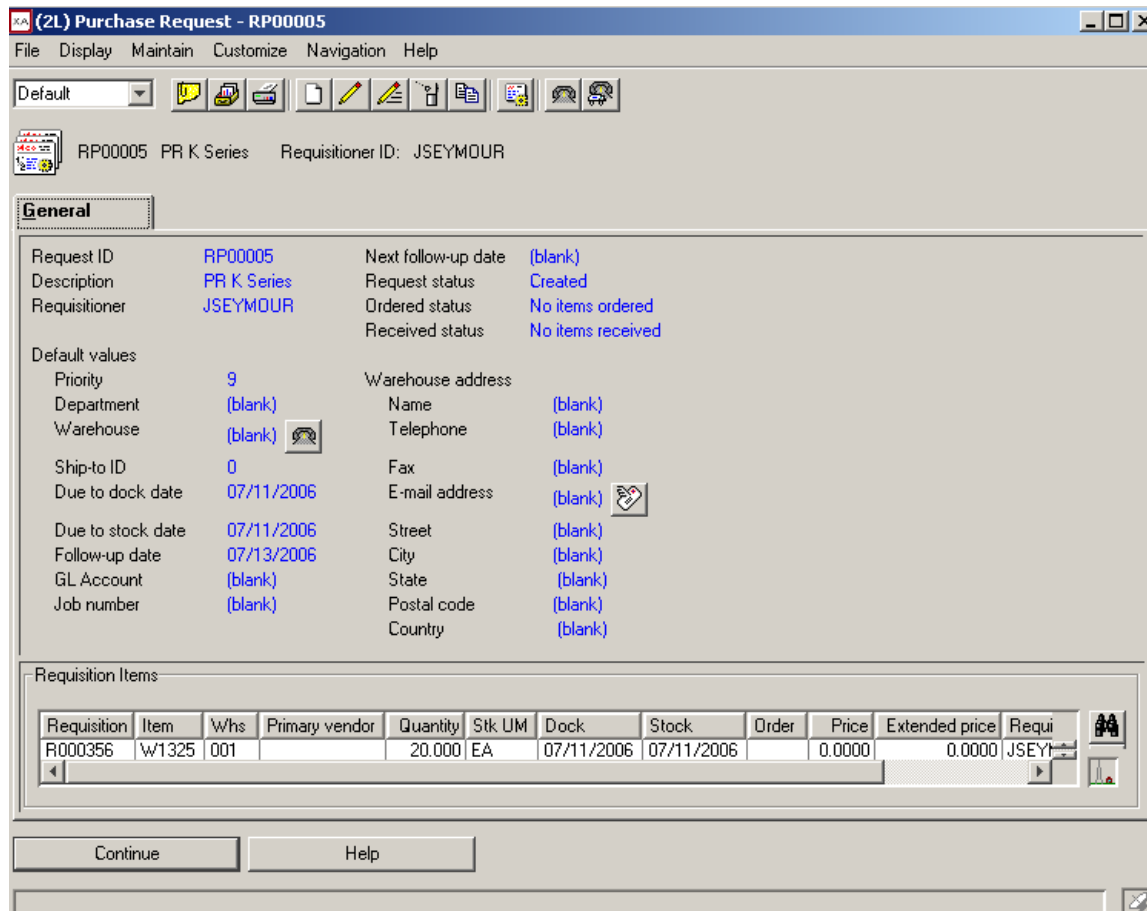 XA (2L) Purchase Request - RP00005
File Display Maintain Customize Navigation Help
Default
RP00005 PR K Series Requisitioner ID: JSEYMOUR
General
Request ID RP00005 Next follow-up date (blank)
Description PR K Series Request status Created
Requisitioner JSEYMOUR Ordered status No items ordered
Received status No items received
Default values
Priority 9 Warehouse address
Department (blank) Name (blank)
Warehouse (blank) Telephone (blank)
Ship-to ID 0 Fax (blank)
Due to dock date 07/11/2006 E-mail address (blank)
Due to stock date 07/11/2006 Street (blank)
Follow-up date 07/13/2006 City (blank)
GL Account (blank) State (blank)
Job number (blank) Postal code (blank)
Country (blank)
Requisition Items
Requisition Item Whs Primary vendor Quantity Stk UM Dock Stock Order Price Extended price Requi
R000356 W1325 001 20.000 EA 07/11/2006 07/11/2006 0.0000 0.0000 JSEY
Continue Help